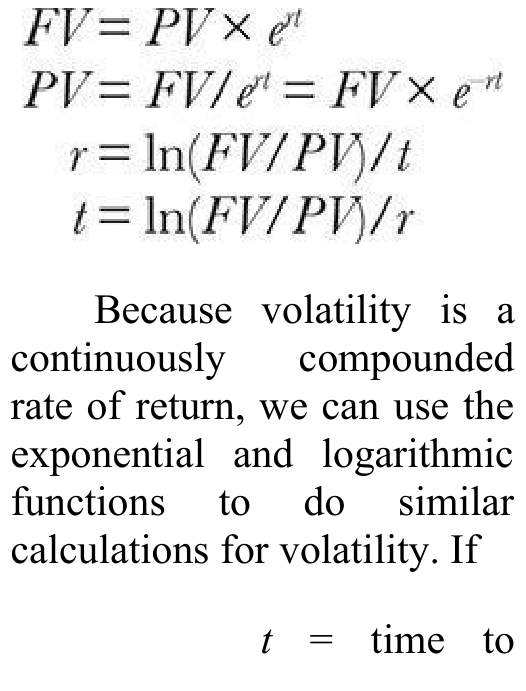 FV = PV × e^rt
PV = FV / e^rt = FV × e^−rt
r = ln(FV / PV) / t
t = ln(FV / PV) / r
Because volatility is a
continuously compounded
rate of return, we can use the
exponential and logarithmic
functions to do similar
calculations for volatility. If
t = time to